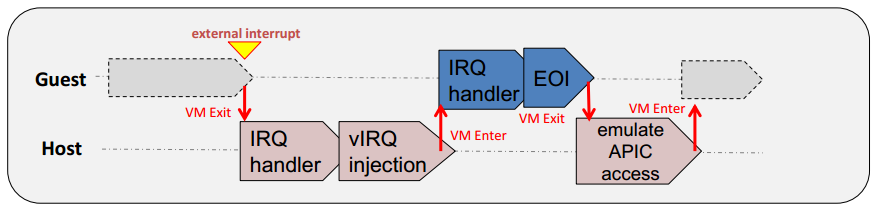 external interrupt
Guest
IRQ
handler
EOI
VM Exit
VM Enter
VM Exit
VM Enter
Host
IRQ
handler
vIRQ
injection
emulate
APIC
access